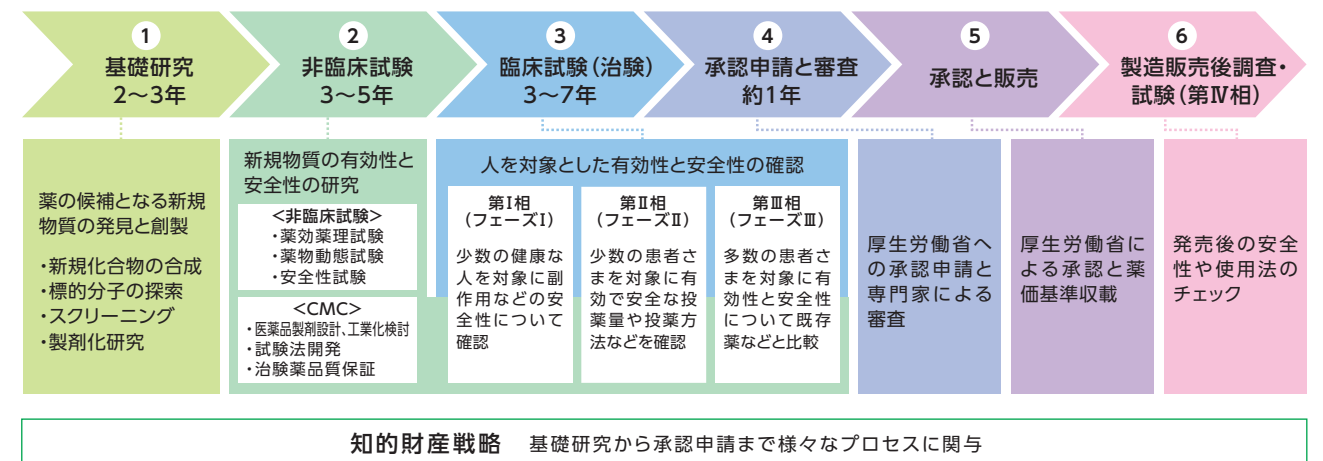 1
基礎研究
2〜3年
2
非臨床試験
3〜5年
3
臨床試験（治験）
3〜7年
4
承認申請と審査
約1年
5
承認と販売
6
製造販売後調査・
試験（第Ⅳ相）
薬の候補となる新規
物質の発見と創製
・新規化合物の合成
・標的分子の探索
・スクリーニング
・製剤化研究
新規物質の有効性と
安全性の研究
＜非臨床試験＞
・薬効薬理試験
・薬物動態試験
・安全性試験
＜CMC＞
・医薬品製剤設計、工業化検討
・試験法開発
・治験薬品質保証
人を対象とした有効性と安全性の確認
第Ⅰ相
（フェーズⅠ）
少数の健康な
人を対象に副
作用などの安
全性について
確認
第Ⅱ相
（フェーズⅡ）
少数の患者さ
まを対象に有
効で安全な投
薬量や投薬方
法などを確認
第Ⅲ相
（フェーズⅢ）
多数の患者さ
まを対象に有
効性と安全性
について既存
薬などと比較
厚生労働省へ
の承認申請と
専門家による
審査
厚生労働省に
よる承認と薬
価基準収載
発売後の安全
性や使用法の
チェック
知的財産戦略 基礎研究から承認申請まで様々なプロセスに関与